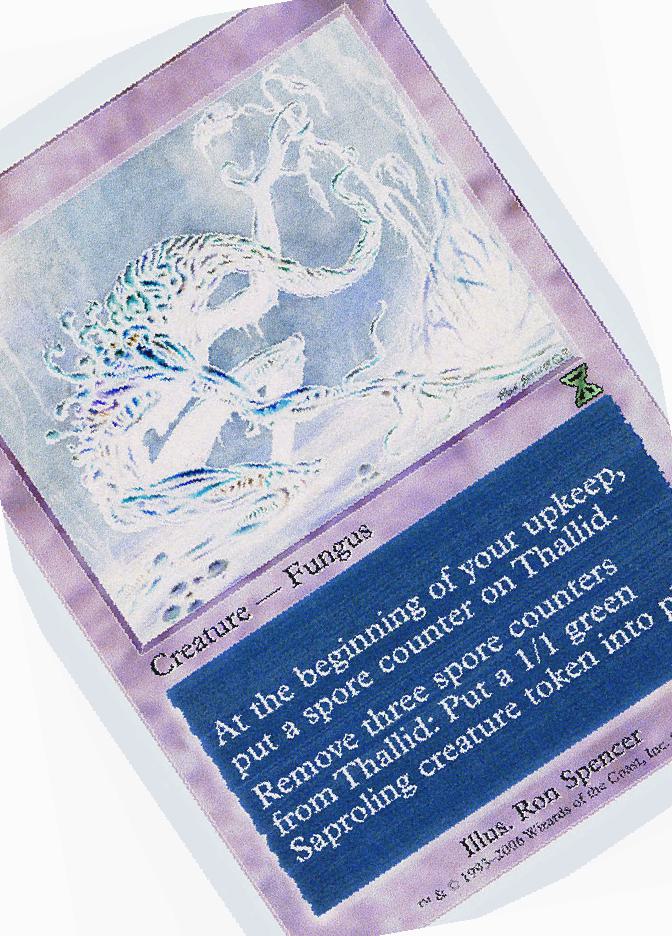 Creature — Fungus
At the beginning of your upkeep,
put a spore counter on Thallid.
Remove three spore counters
from Thallid: Put a 1/1 green
Saproling creature token into
Illus. Ron Spencer
™ & © 1993–2006 Wizards of the Coast, Inc.